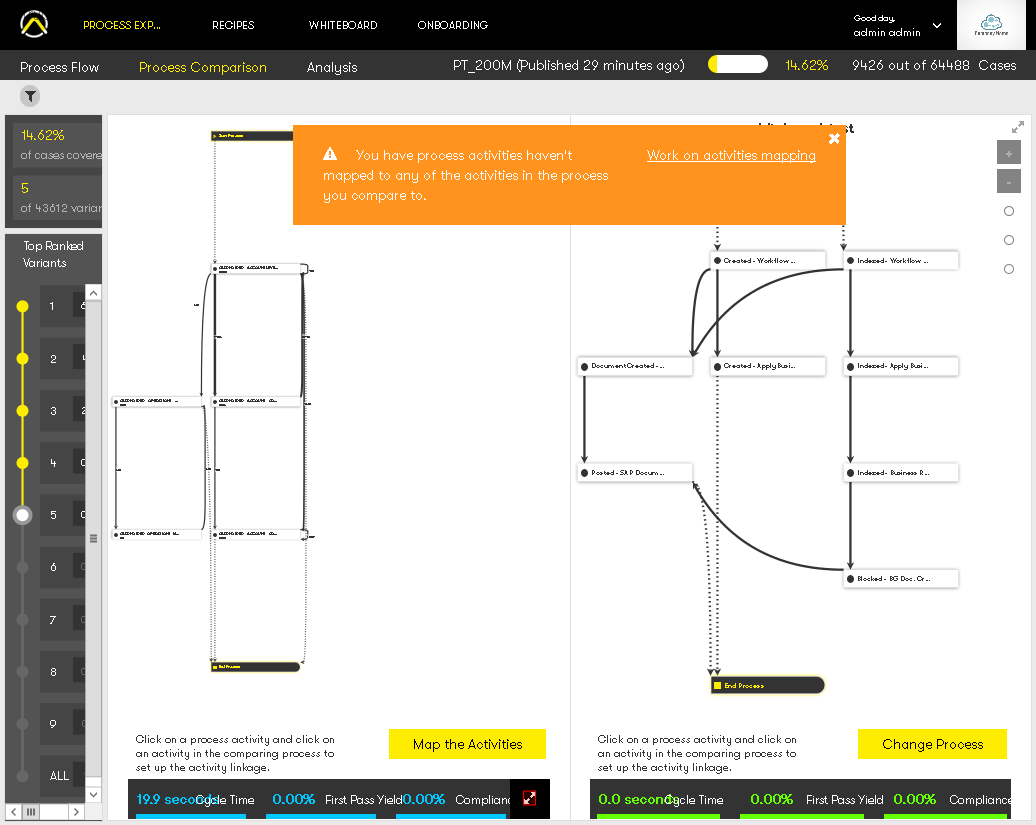 PROCESS EXP...
RECIPES
WHITEBOARD
ONBOARDING
Good day,
admin admin
Company Name
Process Flow
Process Comparison
Analysis
PT_200M (Published 29 minutes ago)
14.62%
9426 out of 64488 Cases
14.62%
of cases covere
5
of 43612 varian
Top Ranked
Variants
1
2
3
4
5
6
7
8
9
ALL
You have process activities haven't
mapped to any of the activities in the process
you compare to.
Work on activities mapping
Start Process
End Process
Created - Workflow ...
Indexed - Workflow ...
Document Created - ...
Created - Apply Busi...
Indexed - Apply Busi...
Posted - SAP Docum...
Indexed - Business R...
Blocked - BG Doc. Cr...
End Process
Click on a process activity and click on
an activity in the comparing process to
set up the activity linkage.
Map the Activities
Click on a process activity and click on
an activity in the comparing process to
set up the activity linkage.
Change Process
19.9 seconds Cycle Time
0.00% First Pass Yield
0.00% Complianc
0.0 seconds Cycle Time
0.00% First Pass Yield
0.00% Compliance